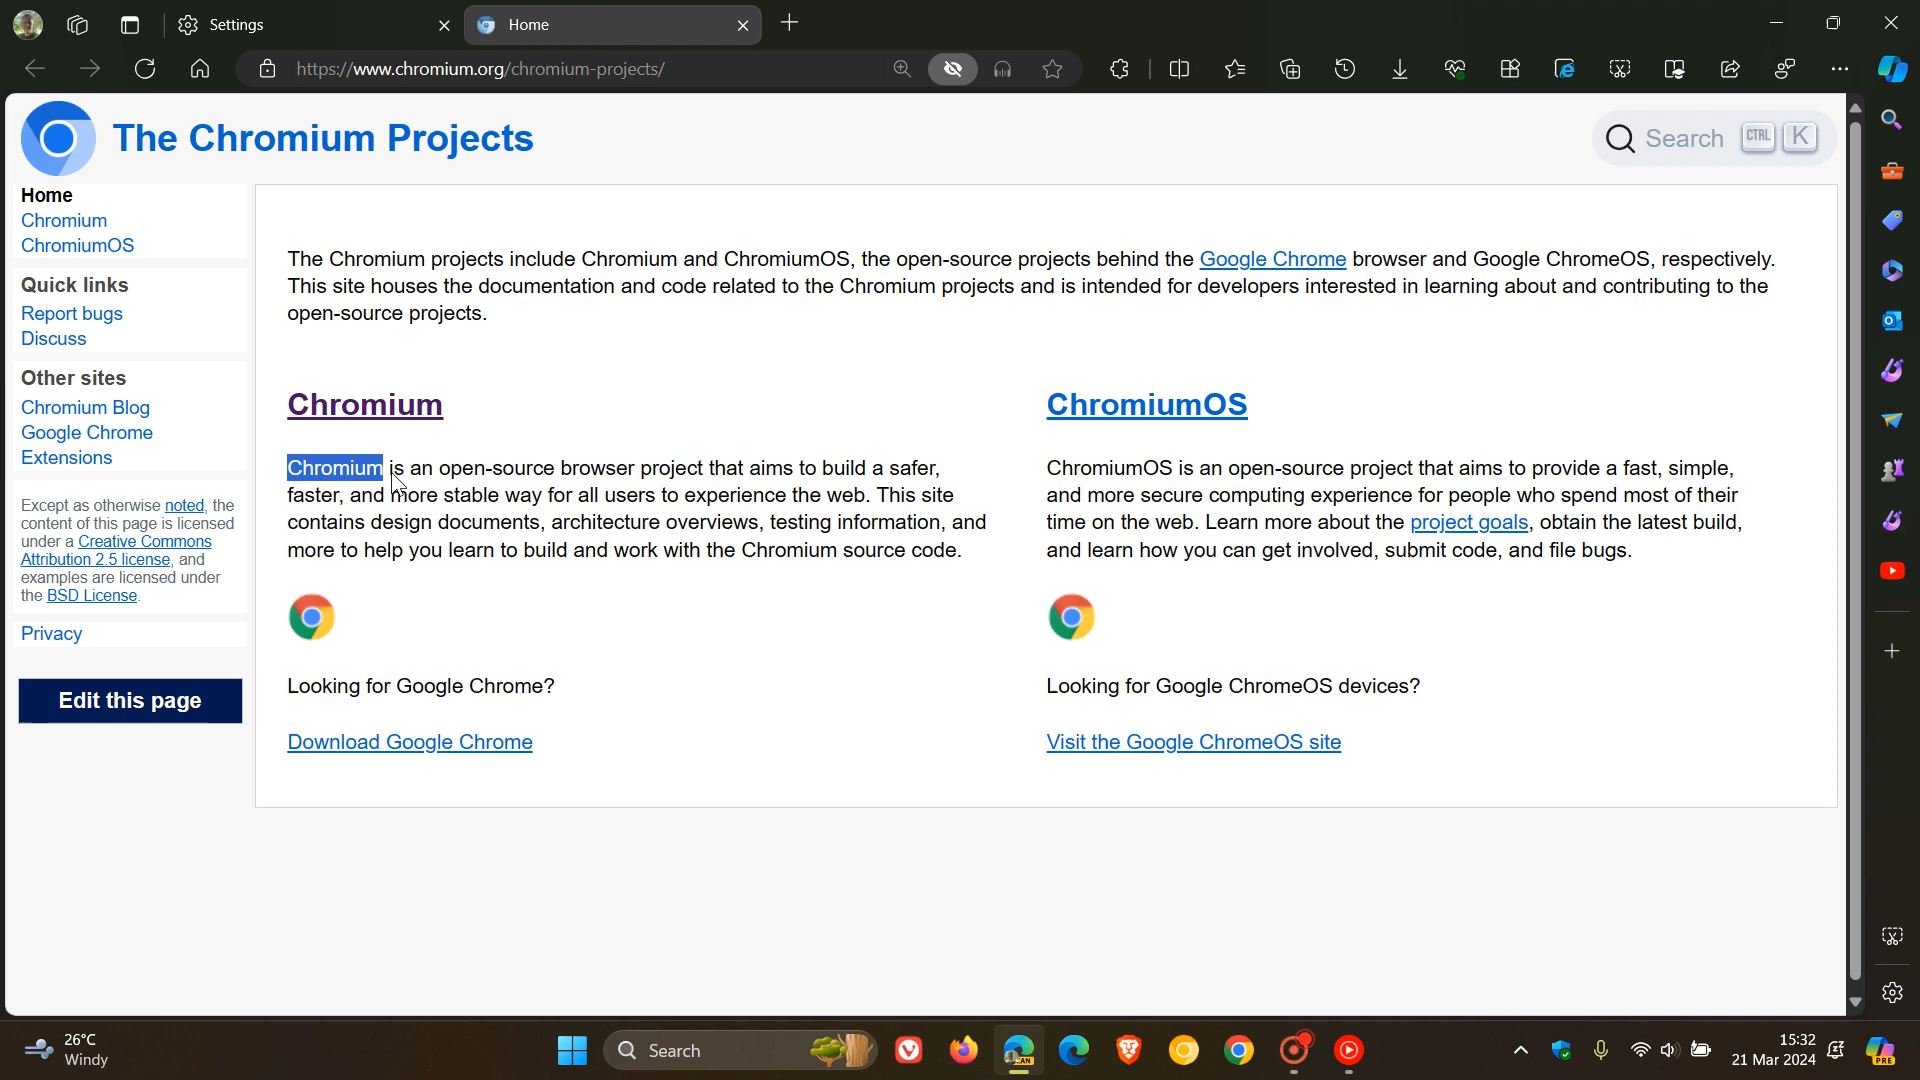 Settings
Home
https://www.chromium.org/chromium-projects/
The Chromium Projects
Search CTRL K
Home
Chromium
ChromiumOS
Quick links
Report bugs
Discuss
Other sites
Chromium Blog
Google Chrome
Extensions
Except as otherwise noted, the
content of this page is licensed
under a Creative Commons
Attribution 2.5 license, and
examples are licensed under
the BSD License.
Privacy
Edit this page
The Chromium projects include Chromium and ChromiumOS, the open-source projects behind the Google Chrome browser and Google ChromeOS, respectively.
This site houses the documentation and code related to the Chromium projects and is intended for developers interested in learning about and contributing to the
open-source projects.
Chromium
Chromium is an open-source browser project that aims to build a safer,
faster, and more stable way for all users to experience the web. This site
contains design documents, architecture overviews, testing information, and
more to help you learn to build and work with the Chromium source code.
Looking for Google Chrome?
Download Google Chrome
ChromiumOS
ChromiumOS is an open-source project that aims to provide a fast, simple,
and more secure computing experience for people who spend most of their
time on the web. Learn more about the project goals, obtain the latest build,
and learn how you can get involved, submit code, and file bugs.
Looking for Google ChromeOS devices?
Visit the Google ChromeOS site
26°C
Windy
Search
CAN
15:32
21 Mar 2024
PRE